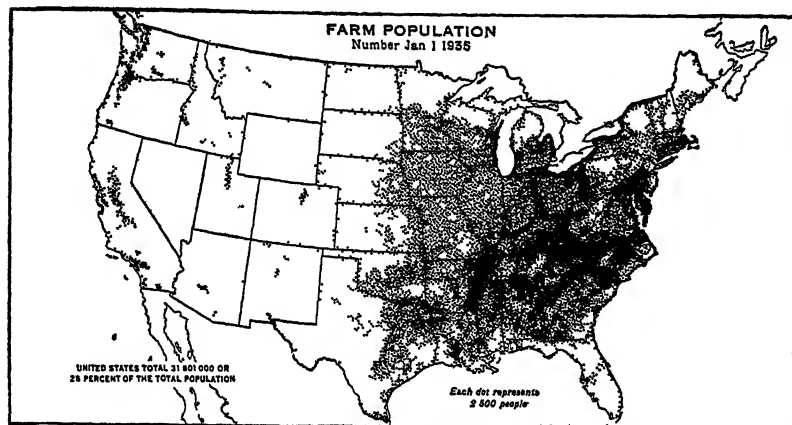 FARM POPULATION
Number Jan 1 1935
UNITED STATES TOTAL 31 801 000 OR
25 PERCENT OF THE TOTAL POPULATION
Each dot represents
2 500 people